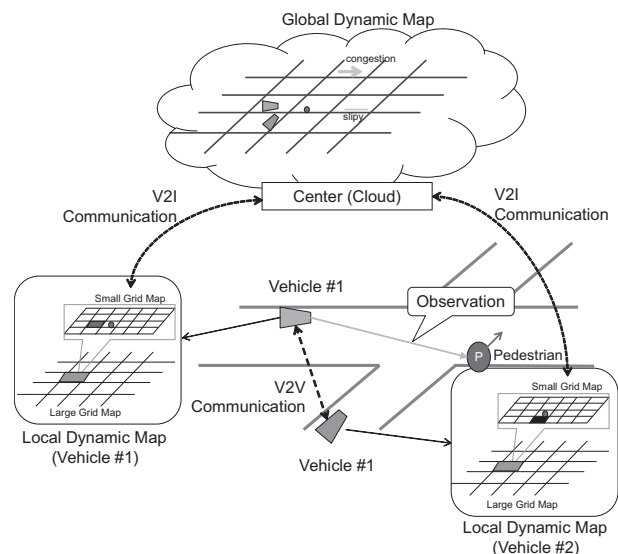 Global Dynamic Map
congestion
slipy
Center (Cloud)
V2I
Communication
V2I
Communication
Vehicle #1
Observation
Small Grid Map
Large Grid Map
Local Dynamic Map
(Vehicle #1)
V2V
Communication
P
Pedestrian
Vehicle #1
Small Grid Map
Large Grid Map
Local Dynamic Map
(Vehicle #2)